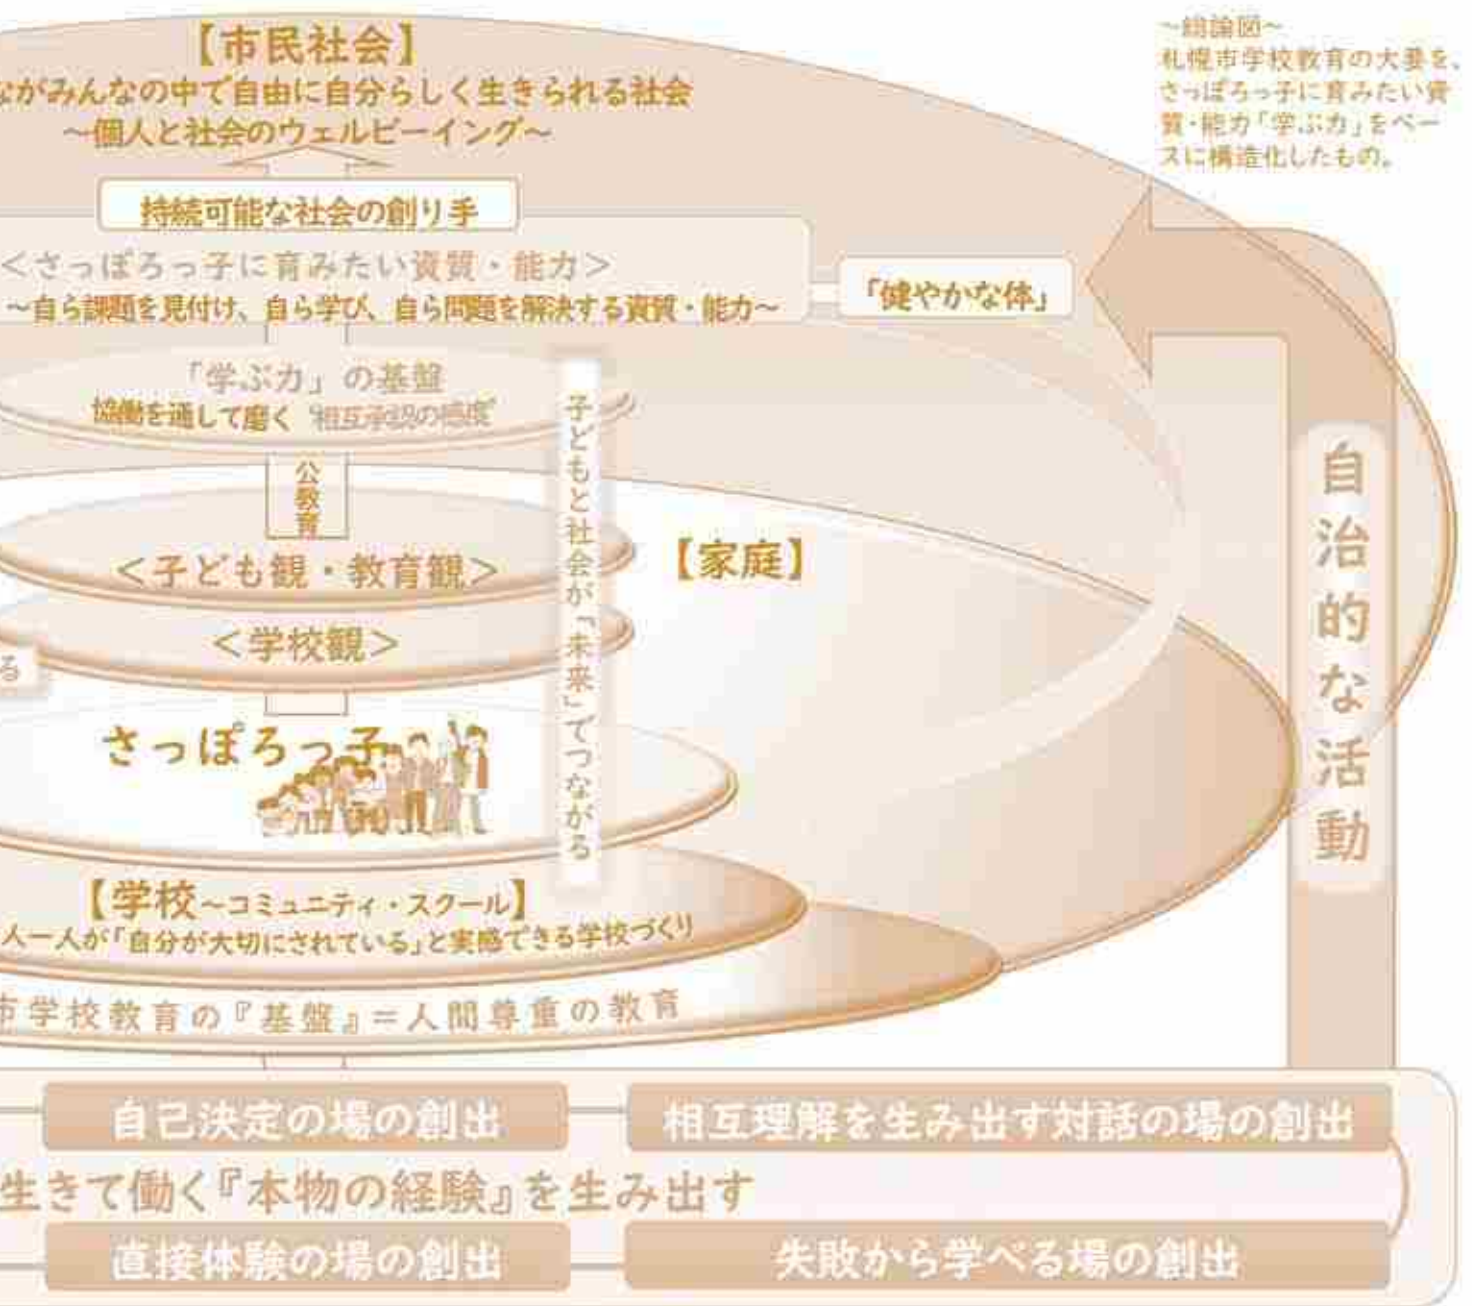 【市民社会】
ながみんなの中で自由に自分らしく生きられる社会
～個人と社会のウェルビーイング～
～総論図～
札幌市学校教育の大要を、
さっぽろっ子に育みたい資
質・能力「学ぶ力」をベー
スに構造化したもの。
持続可能な社会の創り手
＜さっぽろっ子に育みたい資質・能力＞
～自ら課題を見付け、自ら学び、自ら問題を解決する資質・能力～
「健やかな体」
「学ぶ力」の基盤
協働を通して磨く “相互承認の感度”
公教育
子どもと社会が「未来」でつながる
自治的な活動
＜子ども観・教育観＞
【家庭】
＜学校観＞
る
さっぽろっ子
【学校～コミュニティ・スクール】
人一人が「自分が大切にされている」と実感できる学校づくり
市学校教育の『基盤』＝人間尊重の教育
自己決定の場の創出
相互理解を生み出す対話の場の創出
生きて働く『本物の経験』を生み出す
直接体験の場の創出
失敗から学べる場の創出